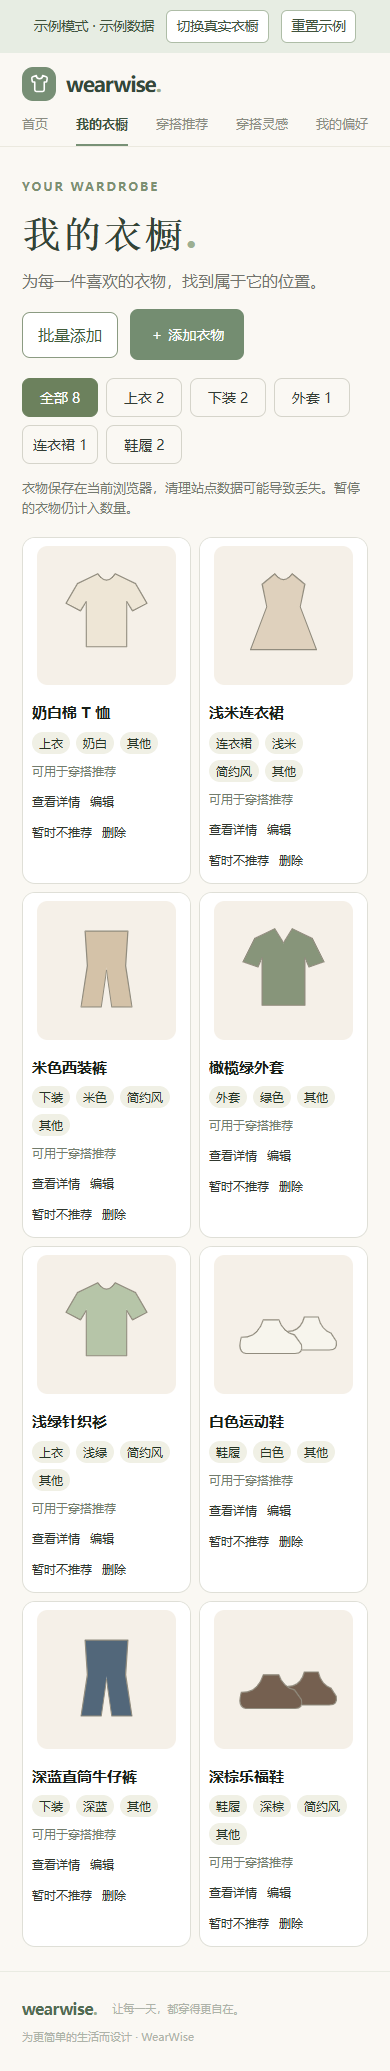 示例模式 · 示例数据 切换真实衣橱 重置示例
wearwise.
首页 我的衣橱 穿搭推荐 穿搭灵感 我的偏好
YOUR WARDROBE
我的衣橱.
为每一件喜欢的衣物，找到属于它的位置。
批量添加 + 添加衣物
全部 8 上衣 2 下装 2 外套 1
连衣裙 1 鞋履 2
衣物保存在当前浏览器，清理站点数据可能导致丢失。暂停
的衣物仍计入数量。
奶白棉 T 恤
上衣 奶白 其他
可用于穿搭推荐
查看详情 编辑
暂时不推荐 删除
浅米连衣裙
连衣裙 浅米
简约风 其他
可用于穿搭推荐
查看详情 编辑
暂时不推荐 删除
米色西装裤
下装 米色 简约风
其他
可用于穿搭推荐
查看详情 编辑
暂时不推荐 删除
橄榄绿外套
外套 绿色 其他
可用于穿搭推荐
查看详情 编辑
暂时不推荐 删除
浅绿针织衫
上衣 浅绿 简约风
其他
可用于穿搭推荐
查看详情 编辑
暂时不推荐 删除
白色运动鞋
鞋履 白色 其他
可用于穿搭推荐
查看详情 编辑
暂时不推荐 删除
深蓝直筒牛仔裤
下装 深蓝 其他
可用于穿搭推荐
查看详情 编辑
暂时不推荐 删除
深棕乐福鞋
鞋履 深棕 简约风
其他
可用于穿搭推荐
查看详情 编辑
暂时不推荐 删除
wearwise. 让每一天，都穿得更自在。
为更简单的生活而设计 · WearWise